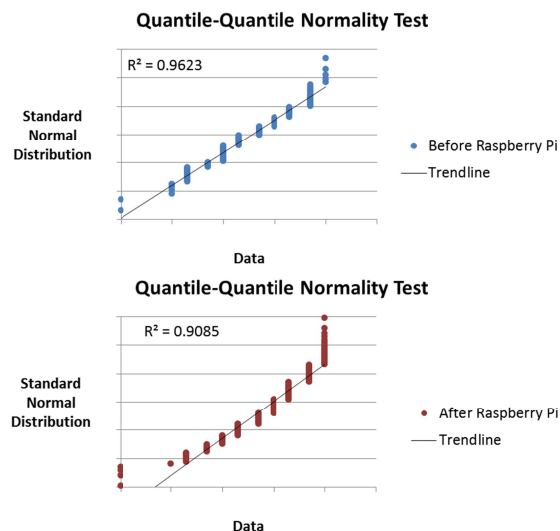 Quantile-Quantile Normality Test
R² = 0.9623
Standard
Normal
Distribution
Before Raspberry Pi
Trendline
Data
Quantile-Quantile Normality Test
R² = 0.9085
Standard
Normal
Distribution
After Raspberry Pi
Trendline
Data